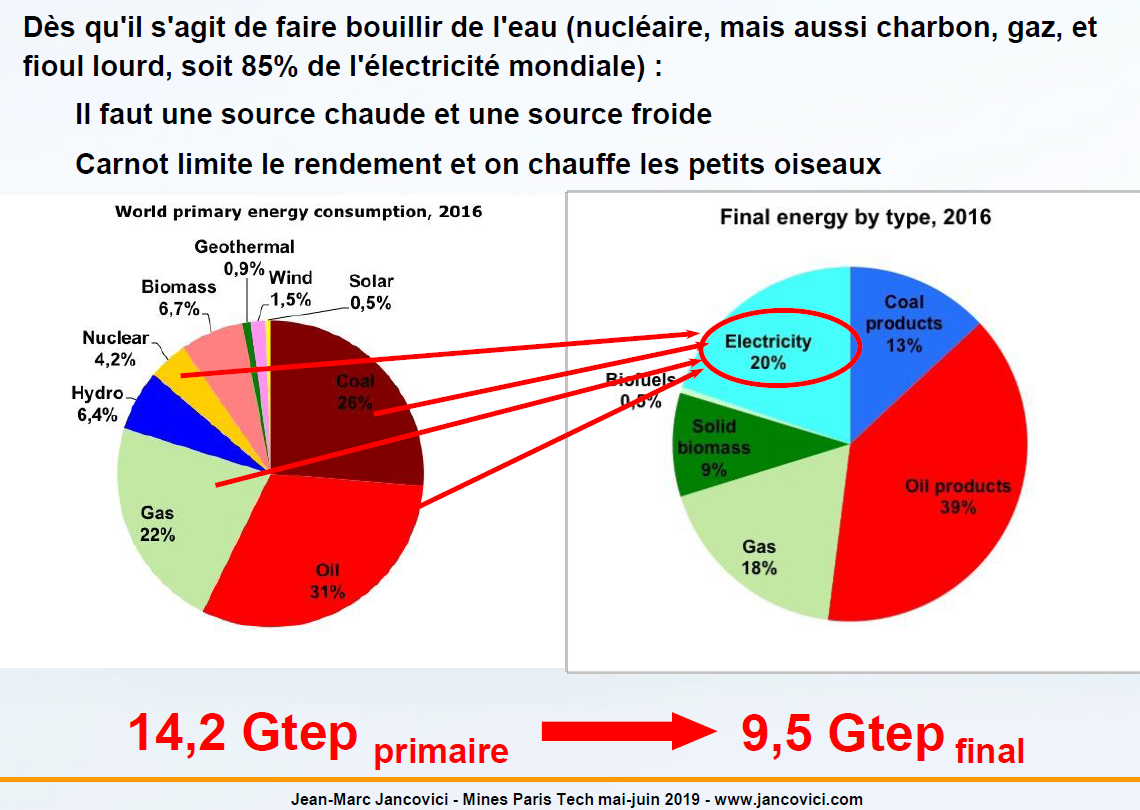 Dès qu'il s'agit de faire bouillir de l'eau (nucléaire, mais aussi charbon, gaz, et
fioul lourd, soit 85% de l'électricité mondiale) :
Il faut une source chaude et une source froide
Carnot limite le rendement et on chauffe les petits oiseaux
World primary energy consumption, 2016
Geothermal
0,9%
Wind
1,5%
Solar
0,5%
Biomass
6,7%
Nuclear
4,2%
Hydro
6,4%
Coal
26%
Gas
22%
Oil
31%
Final energy by type, 2016
Coal
products
13%
Electricity
20%
Biofuels
0,5%
Solid
biomass
9%
Oil products
39%
Gas
18%
14,2 Gtep primaire
9,5 Gtep final
Jean-Marc Jancovici - Mines Paris Tech mai-juin 2019 - www.jancovici.com